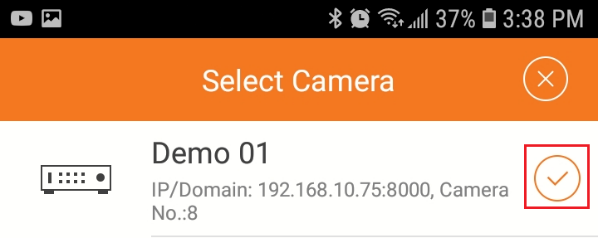 37% 3:38 PM
Select Camera
Demo 01
IP/Domain: 192.168.10.75:8000, Camera
No.:8